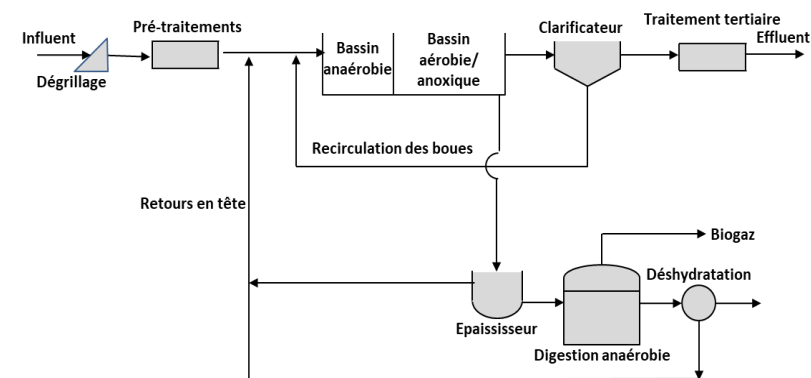 Influent
Dégrillage
Pré-traitements
Bassin
anaérobie
Bassin
aérobie/
anoxique
Clarificateur
Traitement tertiaire
Effluent
Recirculation des boues
Retours en tête
Biogaz
Epaississeur
Digestion anaérobie
Déshydratation